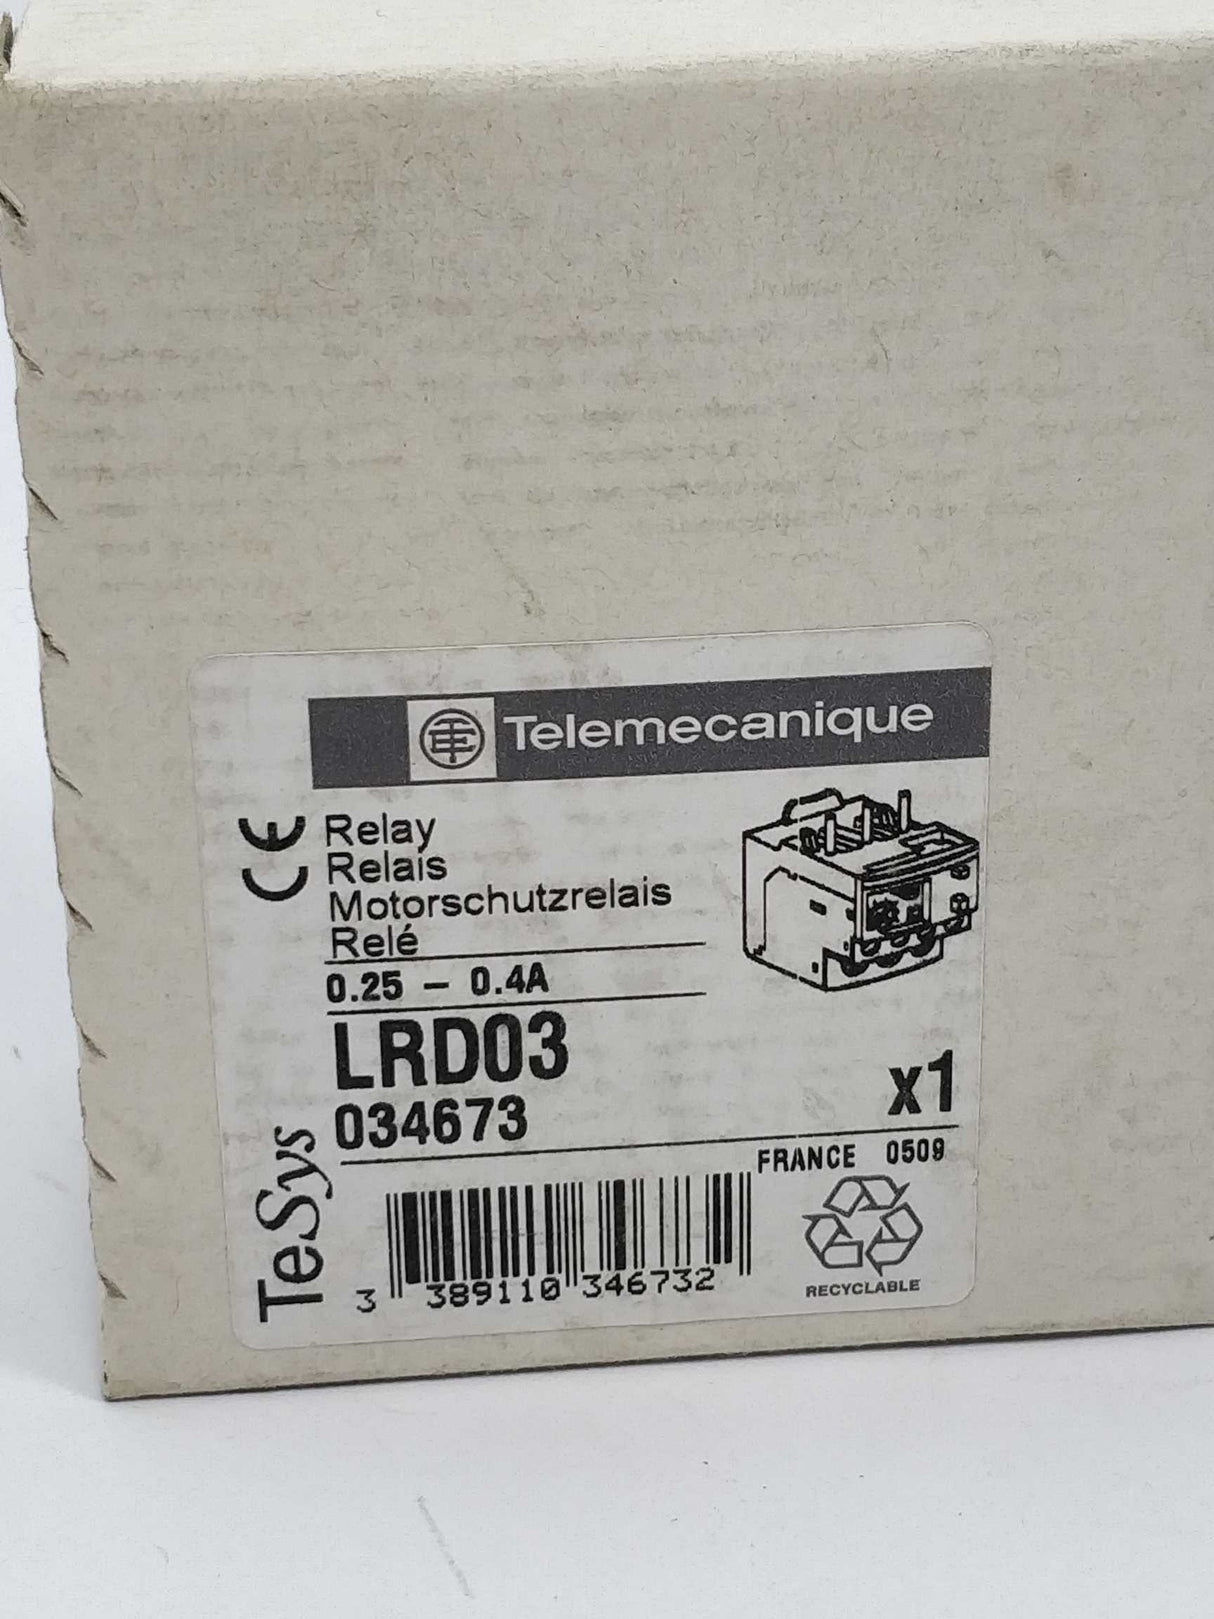 Telemecanique
CE
Relay
Relais
Motorschutzrelais
Relé
0.25 – 0.4A
LRD03
034673
x1
FRANCE 0509
TeSys
3 389110 346732
RECYCLABLE